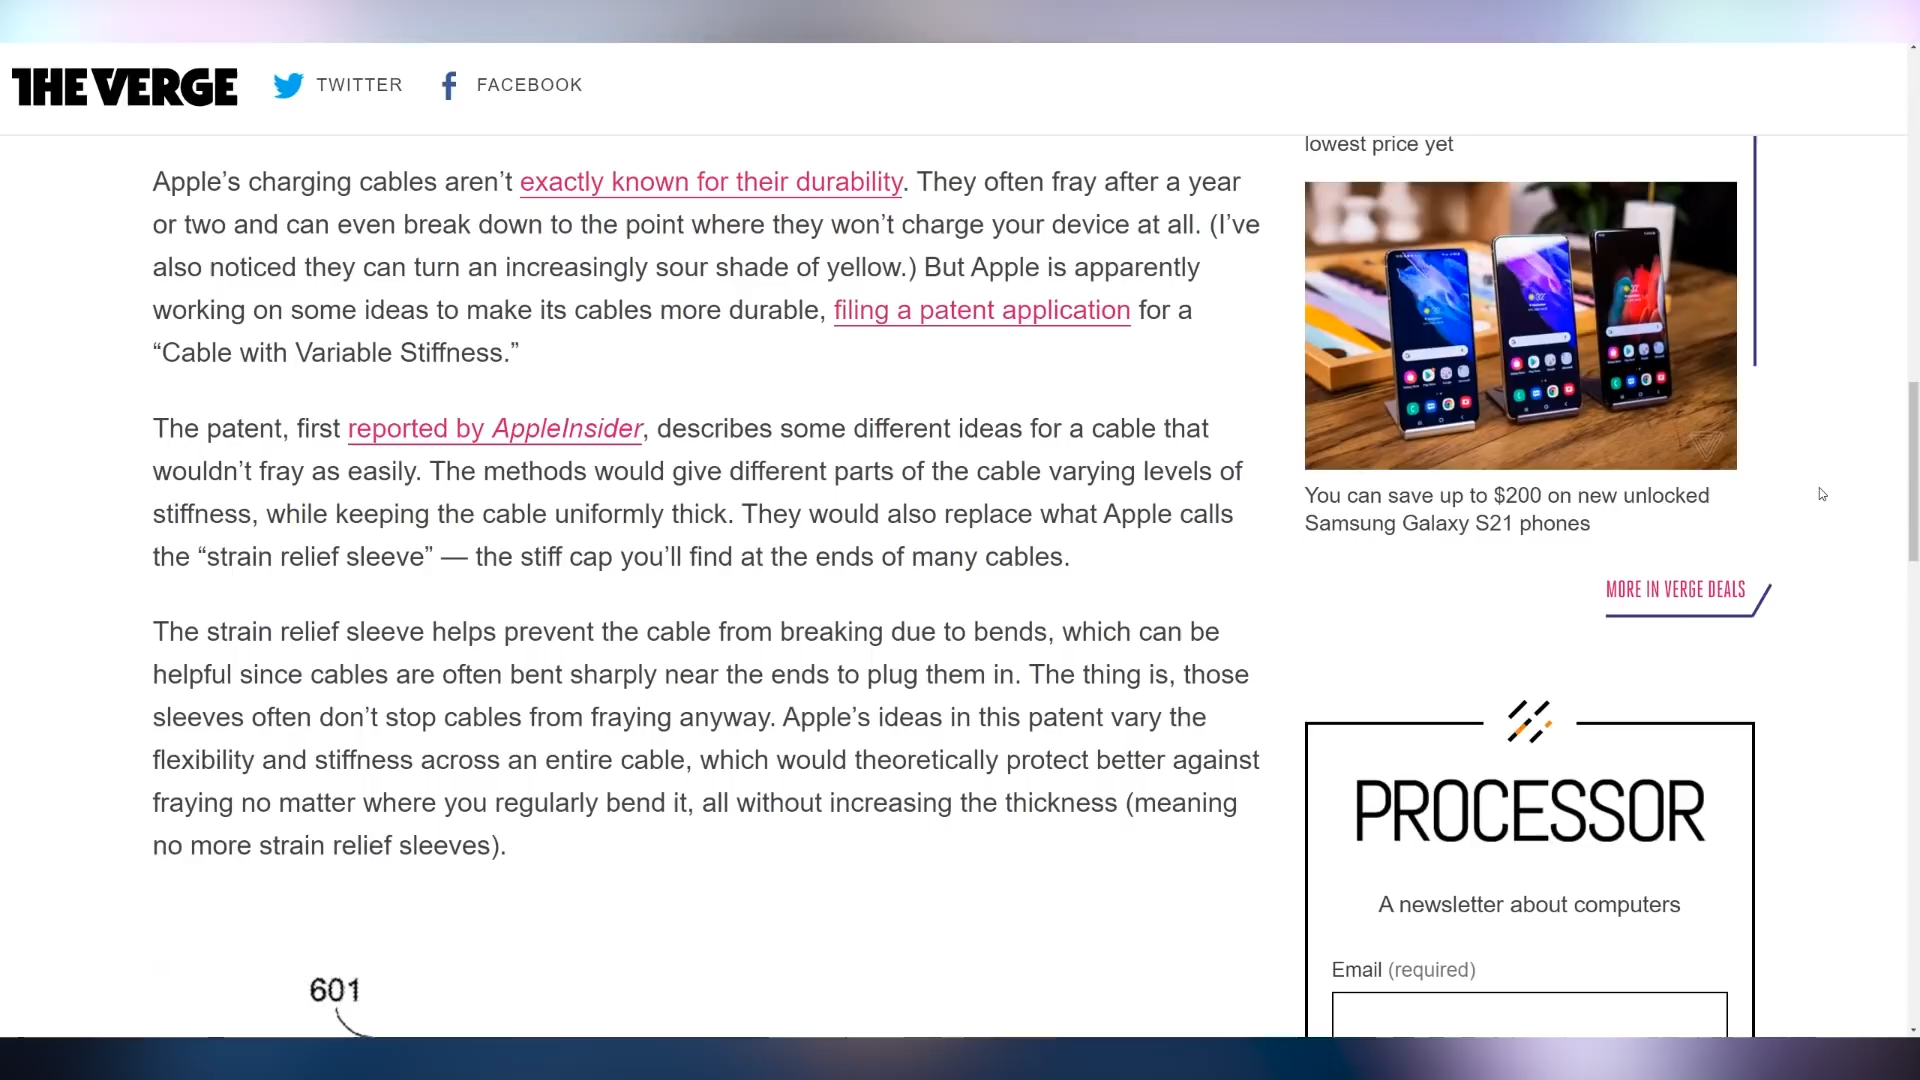 THE VERGE
TWITTER
FACEBOOK
Apple’s charging cables aren’t exactly known for their durability. They often fray after a year
or two and can even break down to the point where they won’t charge your device at all. (I’ve
also noticed they can turn an increasingly sour shade of yellow.) But Apple is apparently
working on some ideas to make its cables more durable, filing a patent application for a
“Cable with Variable Stiffness.”
The patent, first reported by AppleInsider, describes some different ideas for a cable that
wouldn’t fray as easily. The methods would give different parts of the cable varying levels of
stiffness, while keeping the cable uniformly thick. They would also replace what Apple calls
the “strain relief sleeve” — the stiff cap you’ll find at the ends of many cables.
The strain relief sleeve helps prevent the cable from breaking due to bends, which can be
helpful since cables are often bent sharply near the ends to plug them in. The thing is, those
sleeves often don’t stop cables from fraying anyway. Apple’s ideas in this patent vary the
flexibility and stiffness across an entire cable, which would theoretically protect better against
fraying no matter where you regularly bend it, all without increasing the thickness (meaning
no more strain relief sleeves).
601
lowest price yet
You can save up to $200 on new unlocked
Samsung Galaxy S21 phones
MORE IN VERGE DEALS
PROCESSOR
A newsletter about computers
Email (required)